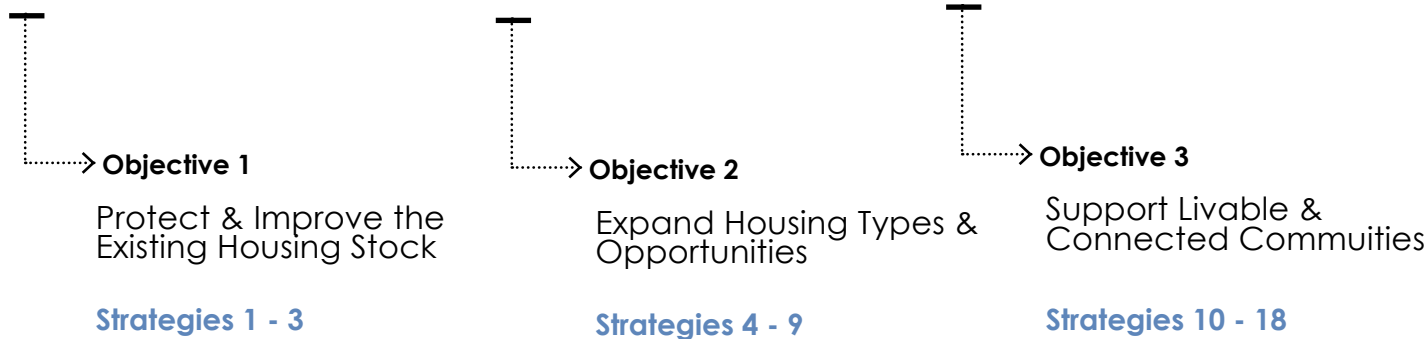 Objective 1
Protect & Improve the
Existing Housing Stock
Strategies 1 - 3
Objective 2
Expand Housing Types &
Opportunities
Strategies 4 - 9
Objective 3
Support Livable &
Connected Commuities
Strategies 10 - 18